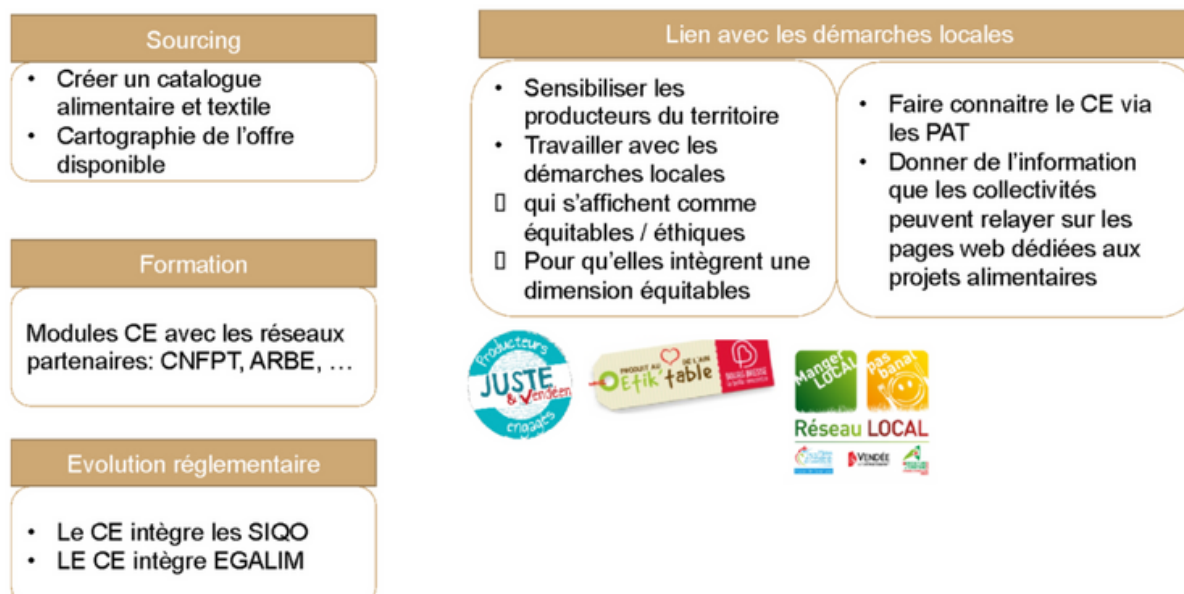 Sourcing
• Créer un catalogue
alimentaire et textile
• Cartographie de l'offre
disponible
Formation
Modules CE avec les réseaux
partenaires: CNFPT, ARBE, …
Evolution réglementaire
• Le CE intègre les SIQO
• LE CE intègre EGALIM
Lien avec les démarches locales
• Sensibiliser les
producteurs du territoire
• Travailler avec les
démarches locales
▯ qui s'affichent comme
équitables / éthiques
▯ Pour qu'elles intègrent une
dimension équitables
• Faire connaitre le CE via
les PAT
• Donner de l'information
que les collectivités
peuvent relayer sur les
pages web dédiées aux
projets alimentaires
Producteurs
JUSTE
& Vendéen
engagés
PRODUIT AU DE L'AIN
Etik'table
Manger
LOCAL
pas
banal
Réseau LOCAL
VENDÉE